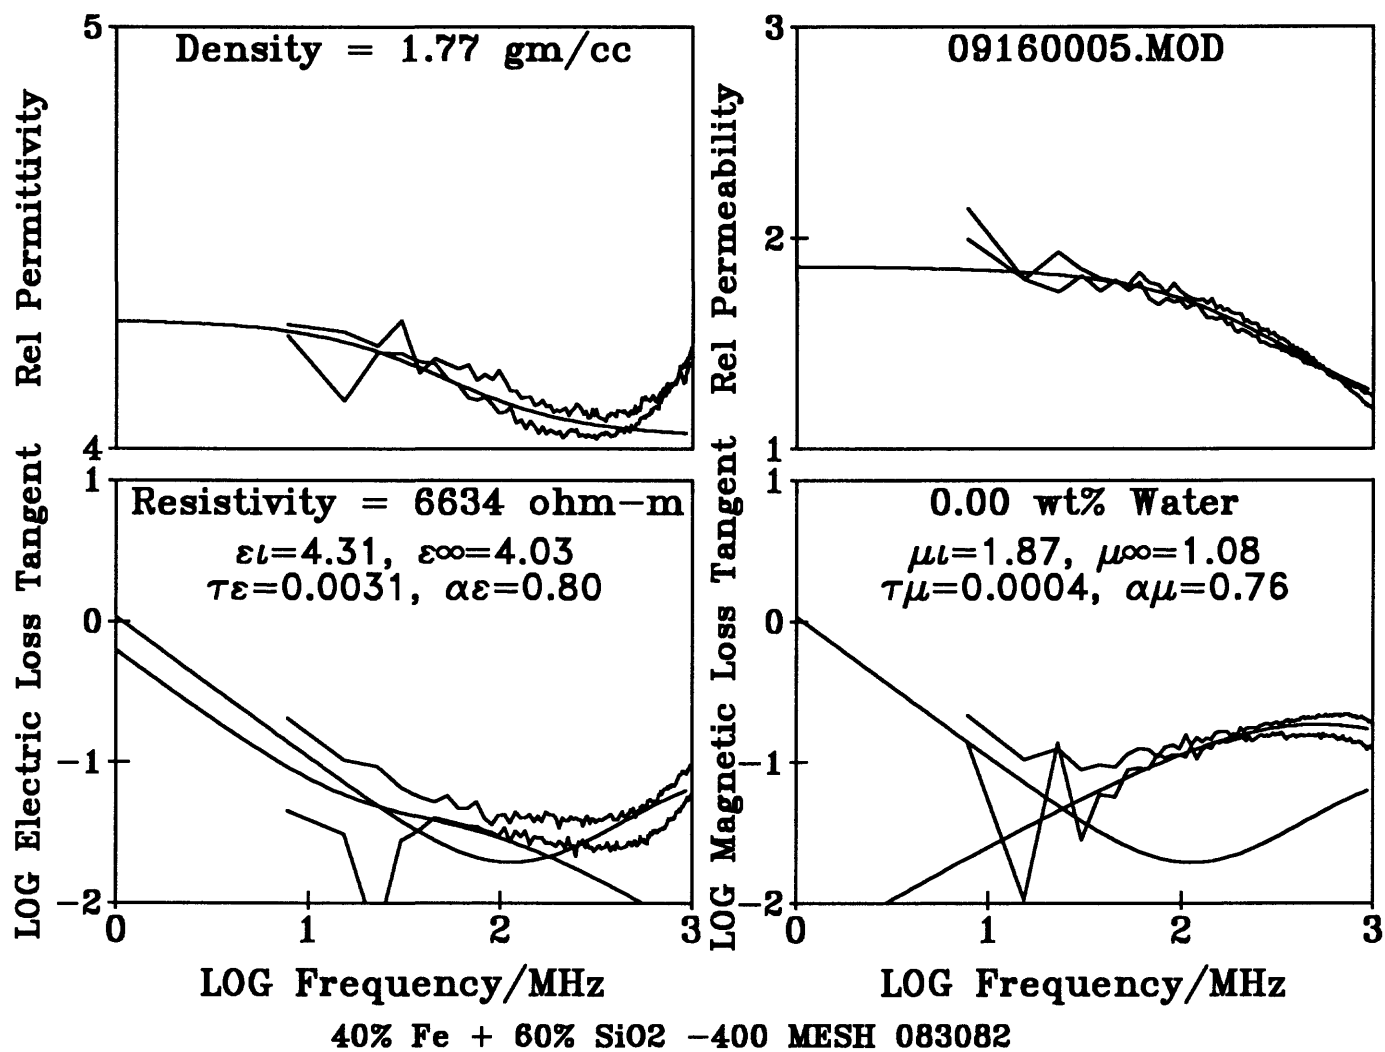 5
Density = 1.77 gm/cc
Rel Permittivity
4
3
09160005.MOD
Rel Permeability
2
1
1
Resistivity = 6634 ohm-m
ει=4.31, ε∞=4.03
τε=0.0031, αε=0.80
LOG Electric Loss Tangent
0
-1
-2
0 1 2 3
LOG Frequency/MHz
1
0.00 wt% Water
μι=1.87, μ∞=1.08
τμ=0.0004, αμ=0.76
LOG Magnetic Loss Tangent
0
-1
-2
0 1 2 3
LOG Frequency/MHz
40% Fe + 60% SiO2 -400 MESH 083082